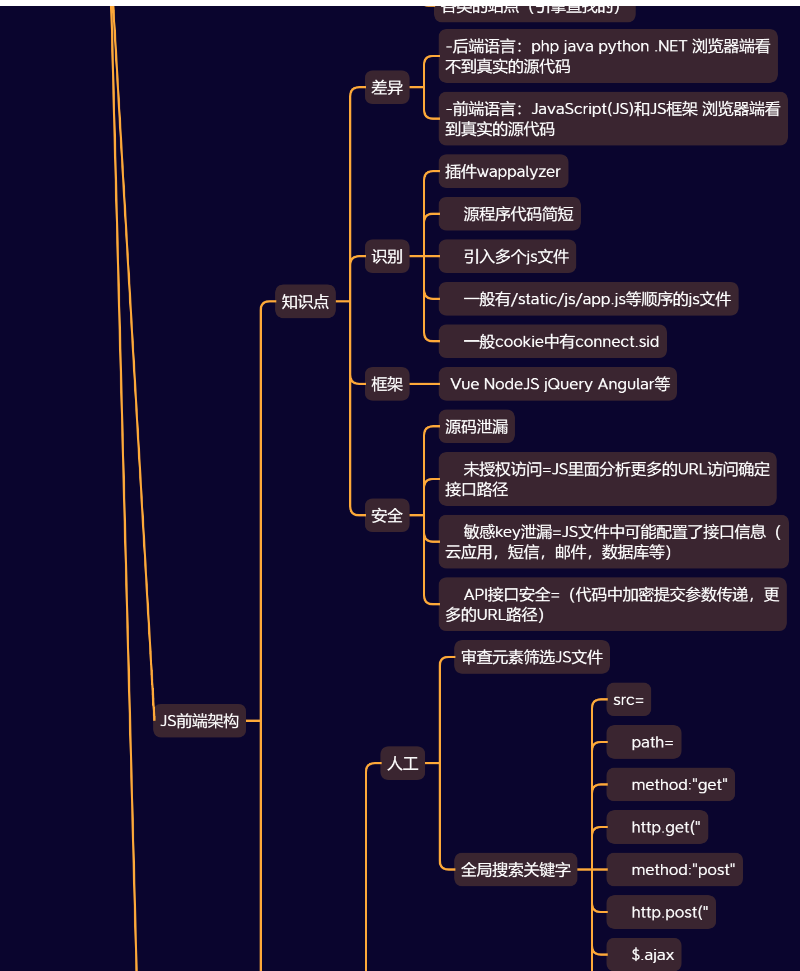 各类的站点（引擎查找的）
-后端语言：php java python .NET 浏览器端看
不到真实的源代码
差异
-前端语言：JavaScript(JS)和JS框架 浏览器端看
到真实的源代码
插件wappalyzer
源程序代码简短
识别
引入多个js文件
一般有/static/js/app.js等顺序的js文件
知识点
一般cookie中有connect.sid
框架
Vue NodeJS jQuery Angular等
源码泄漏
未授权访问=JS里面分析更多的URL访问确定
接口路径
安全
敏感key泄漏=JS文件中可能配置了接口信息（
云应用，短信，邮件，数据库等）
API接口安全=（代码中加密提交参数传递，更
多的URL路径）
JS前端架构
审查元素筛选JS文件
人工
src=
path=
method:"get"
http.get("
全局搜索关键字
method:"post"
http.post("
$.ajax